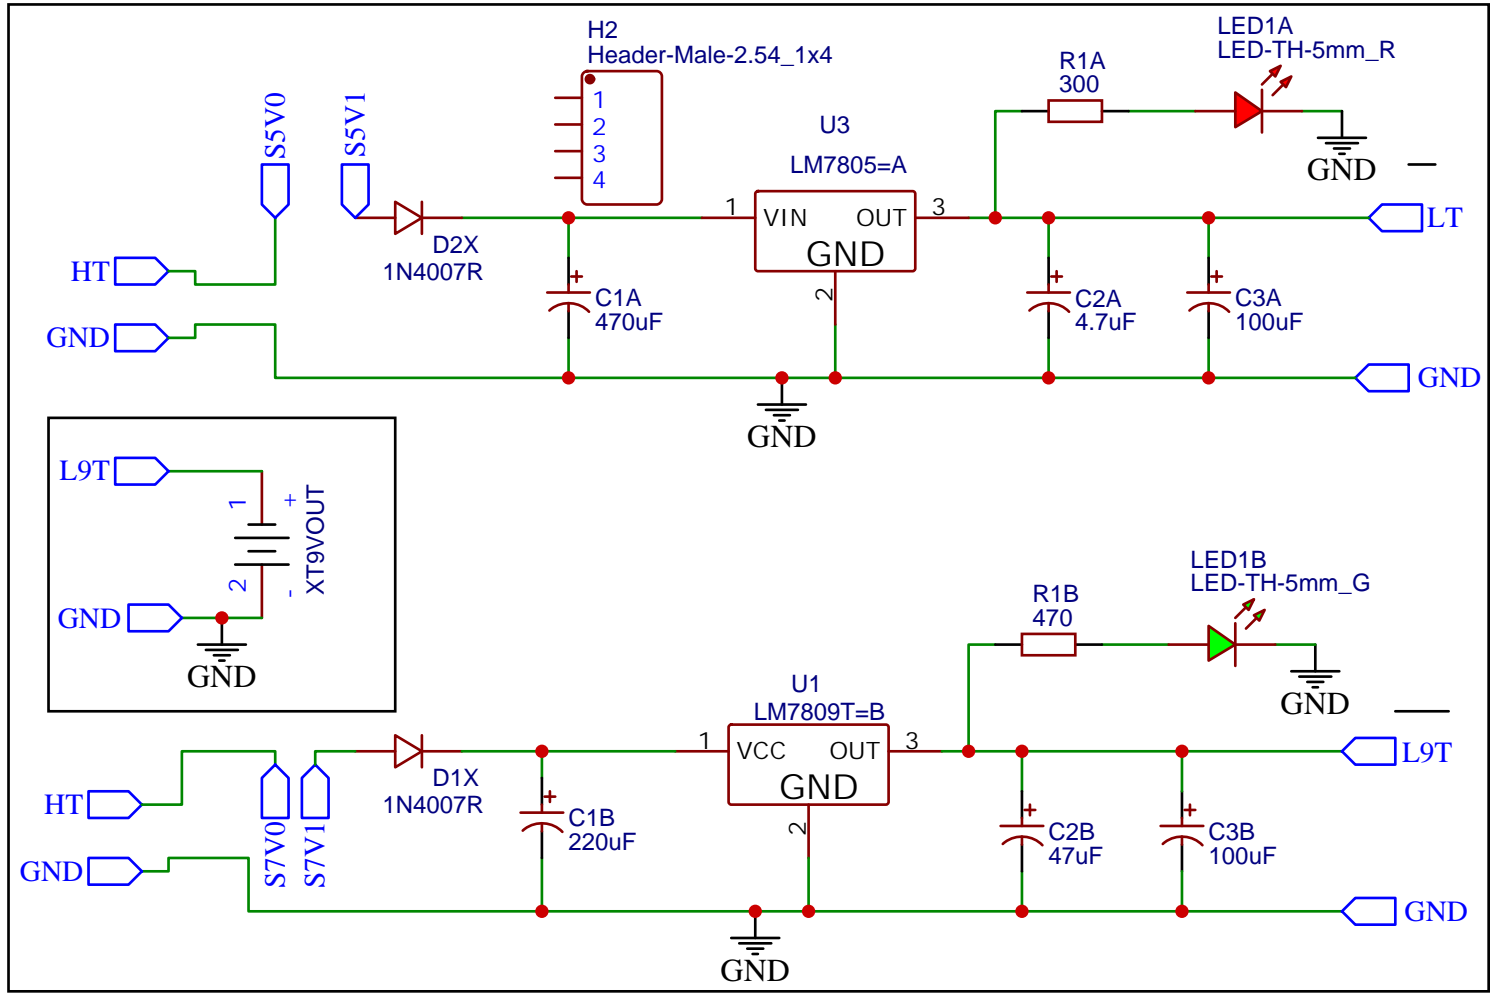 H2
Header-Male-2.54_1x4
1
2
3
4
LED1A
LED-TH-5mm_R
R1A
300
GND
S5V0
S5V1
U3
LM7805=A
1
VIN
OUT
3
GND
2
LT
D2X
1N4007R
HT
GND
C1A
470uF
C2A
4.7uF
C3A
100uF
GND
GND
L9T
1
+
XT9VOUT
2
-
GND
GND
LED1B
LED-TH-5mm_G
R1B
470
GND
U1
LM7809T=B
1
VCC
OUT
3
GND
2
L9T
D1X
1N4007R
HT
S7V0
S7V1
GND
C1B
220uF
C2B
47uF
C3B
100uF
GND
GND